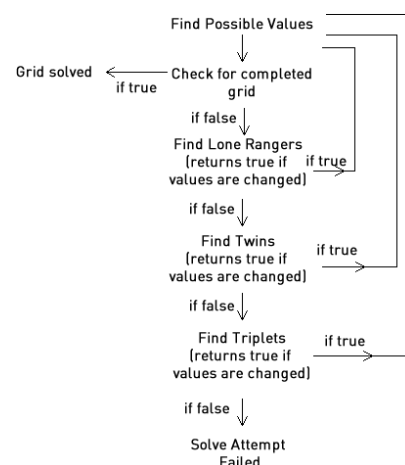 Find Possible Values
Grid solved
if true
Check for completed
grid
if false
Find Lone Rangers
(returns true if
values are changed)
if true
if false
Find Twins
(returns true if
values are changed)
if true
if false
Find Triplets
(returns true if
values are changed)
if true
if false
Solve Attempt
Failed